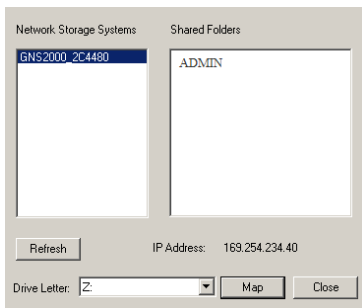 Network Storage Systems Shared Folders
GNS2000_2C4480
ADMIN
Refresh IP Address: 169.254.234.40
Drive Letter: Z: Map Close